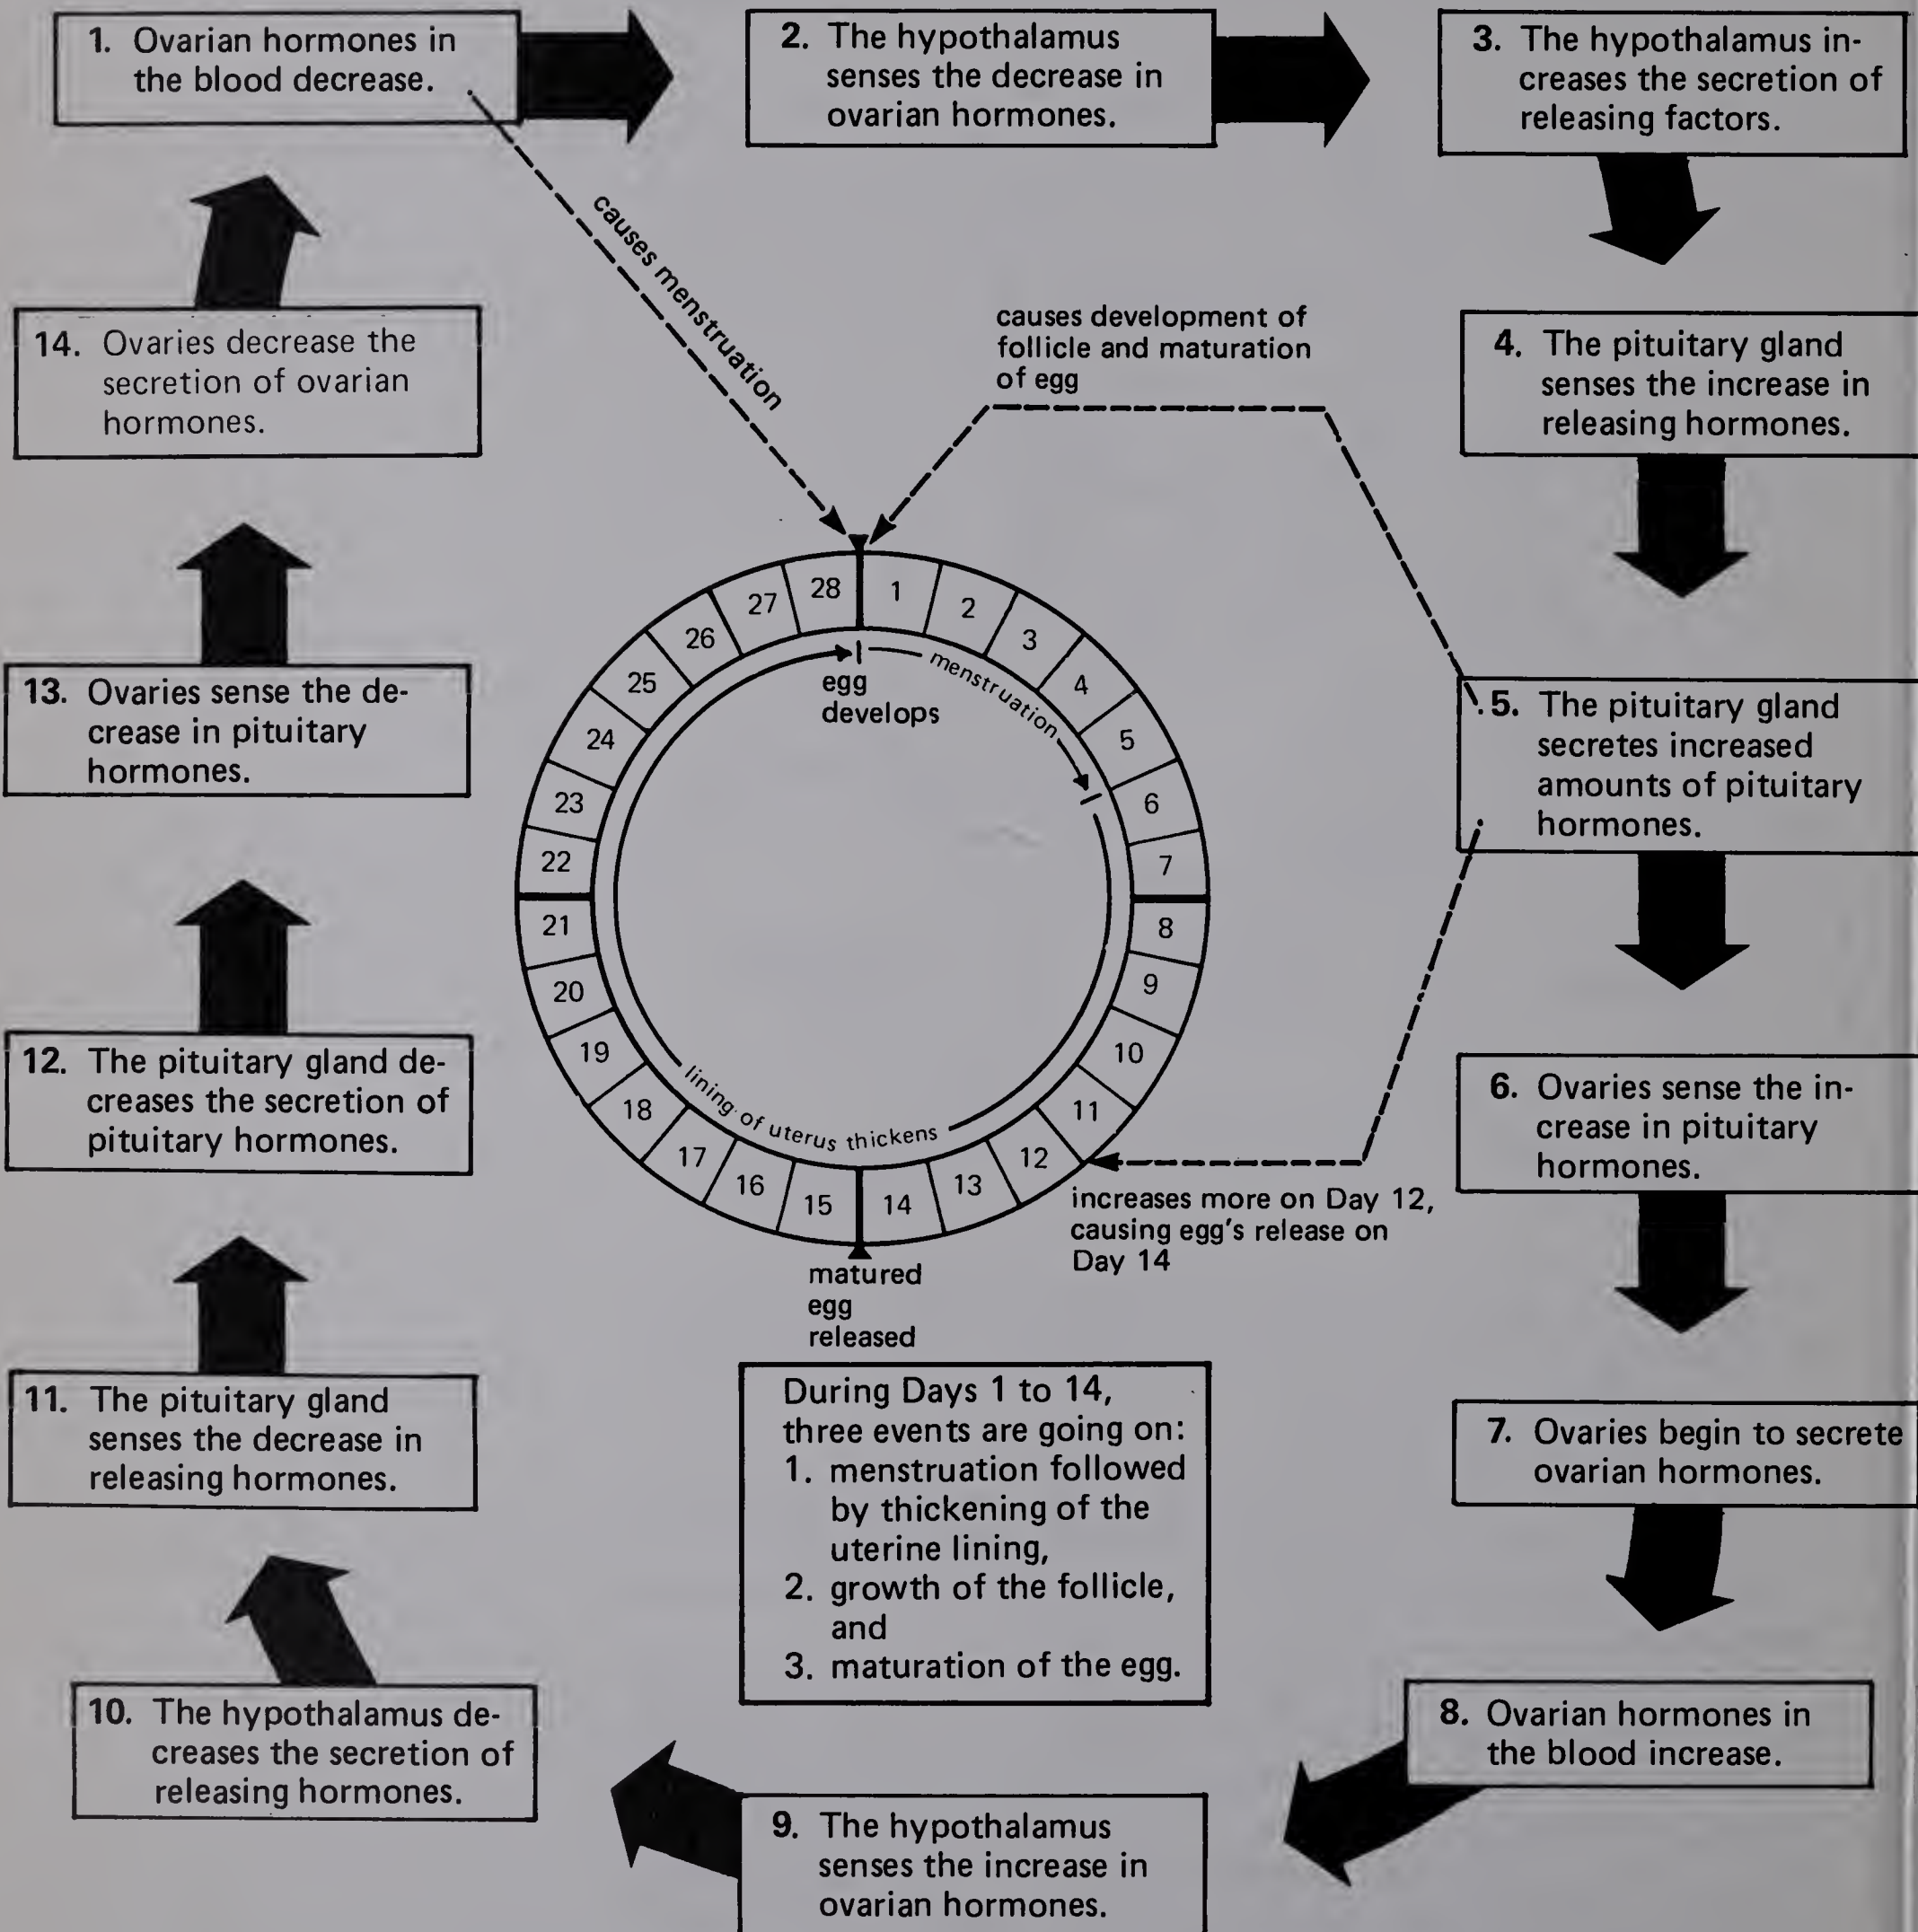 1. Ovarian hormones in
the blood decrease.
2. The hypothalamus
senses the decrease in
ovarian hormones.
3. The hypothalamus in-
creases the secretion of
releasing factors.
causes menstruation
14. Ovaries decrease the
secretion of ovarian
hormones.
causes development of
follicle and maturation
of egg
4. The pituitary gland
senses the increase in
releasing hormones.
13. Ovaries sense the de-
crease in pituitary
hormones.
5. The pituitary gland
secretes increased
amounts of pituitary
hormones.
1
2
3
4
5
6
7
8
9
10
11
12
13
14
15
16
17
18
19
20
21
22
23
24
25
26
27
28
egg
develops
menstruation
lining of uterus thickens
12. The pituitary gland de-
creases the secretion of
pituitary hormones.
6. Ovaries sense the in-
crease in pituitary
hormones.
increases more on Day 12,
causing egg's release on
Day 14
matured
egg
released
11. The pituitary gland
senses the decrease in
releasing hormones.
During Days 1 to 14,
three events are going on:
1. menstruation followed
by thickening of the
uterine lining,
2. growth of the follicle,
and
3. maturation of the egg.
7. Ovaries begin to secrete
ovarian hormones.
10. The hypothalamus de-
creases the secretion of
releasing hormones.
8. Ovarian hormones in
the blood increase.
9. The hypothalamus
senses the increase in
ovarian hormones.